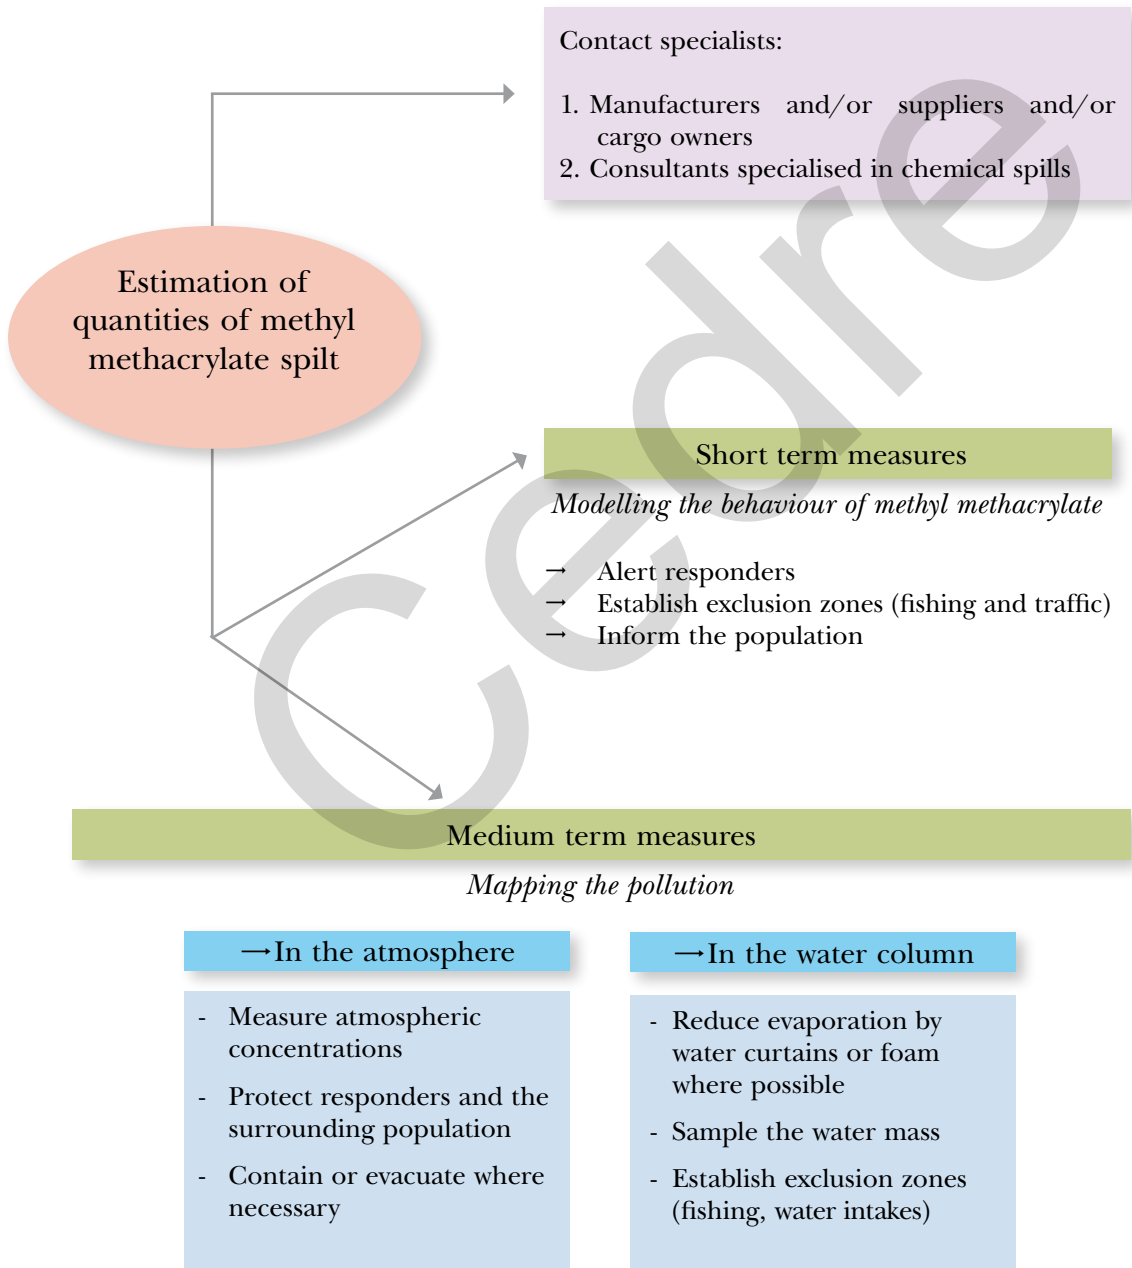 Contact specialists:
1. Manufacturers and/or suppliers and/or
cargo owners
2. Consultants specialised in chemical spills
Estimation of
quantities of methyl
methacrylate spilt
Short term measures
Modelling the behaviour of methyl methacrylate
→ Alert responders
→ Establish exclusion zones (fishing and traffic)
→ Inform the population
Medium term measures
Mapping the pollution
→In the atmosphere
- Measure atmospheric
concentrations
- Protect responders and the
surrounding population
- Contain or evacuate where
necessary
→In the water column
- Reduce evaporation by
water curtains or foam
where possible
- Sample the water mass
- Establish exclusion zones
(fishing, water intakes)
Cedre